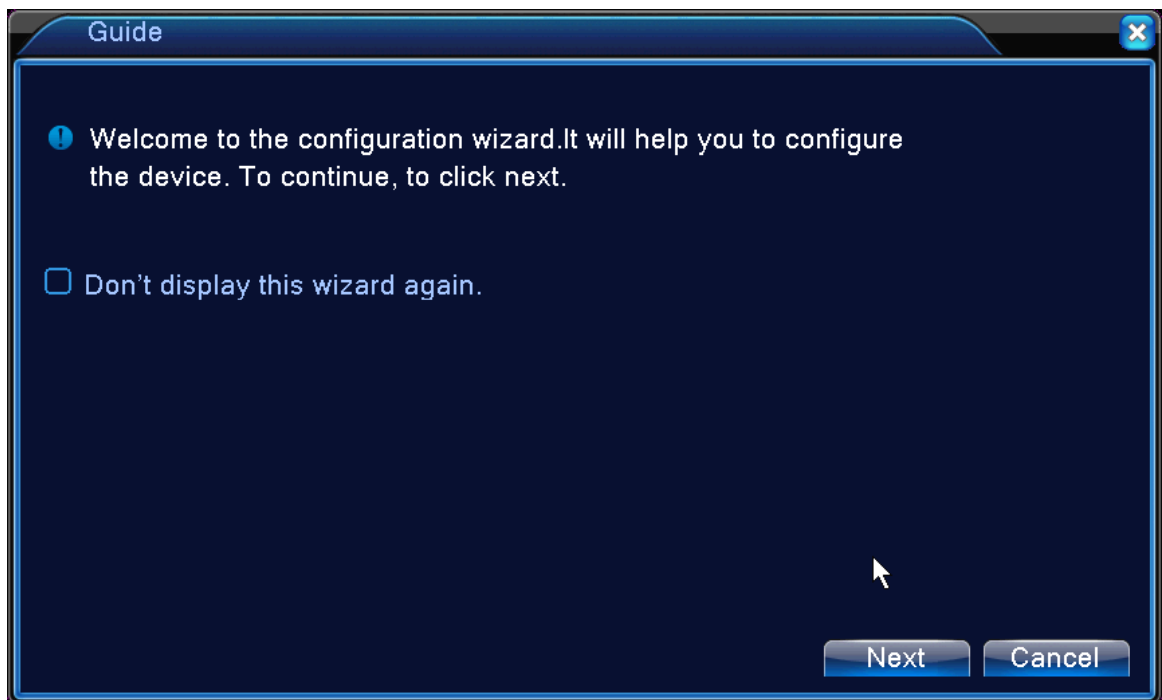 Guide
Welcome to the configuration wizard.It will help you to configure
the device. To continue, to click next.
Don't display this wizard again.
Next
Cancel